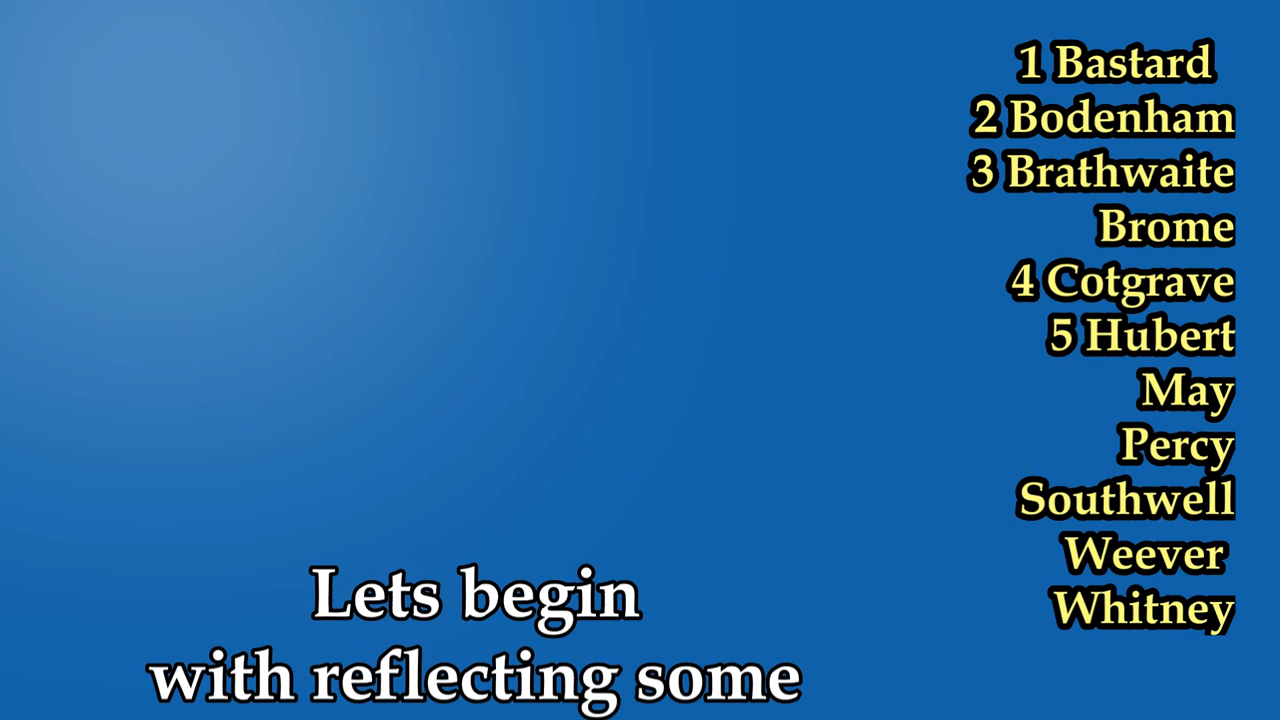 1 Bastard
2 Bodenham
3 Brathwaite
Brome
4 Cotgrave
5 Hubert
May
Percy
Southwell
Weever
Whitney
Lets begin
with reflecting some